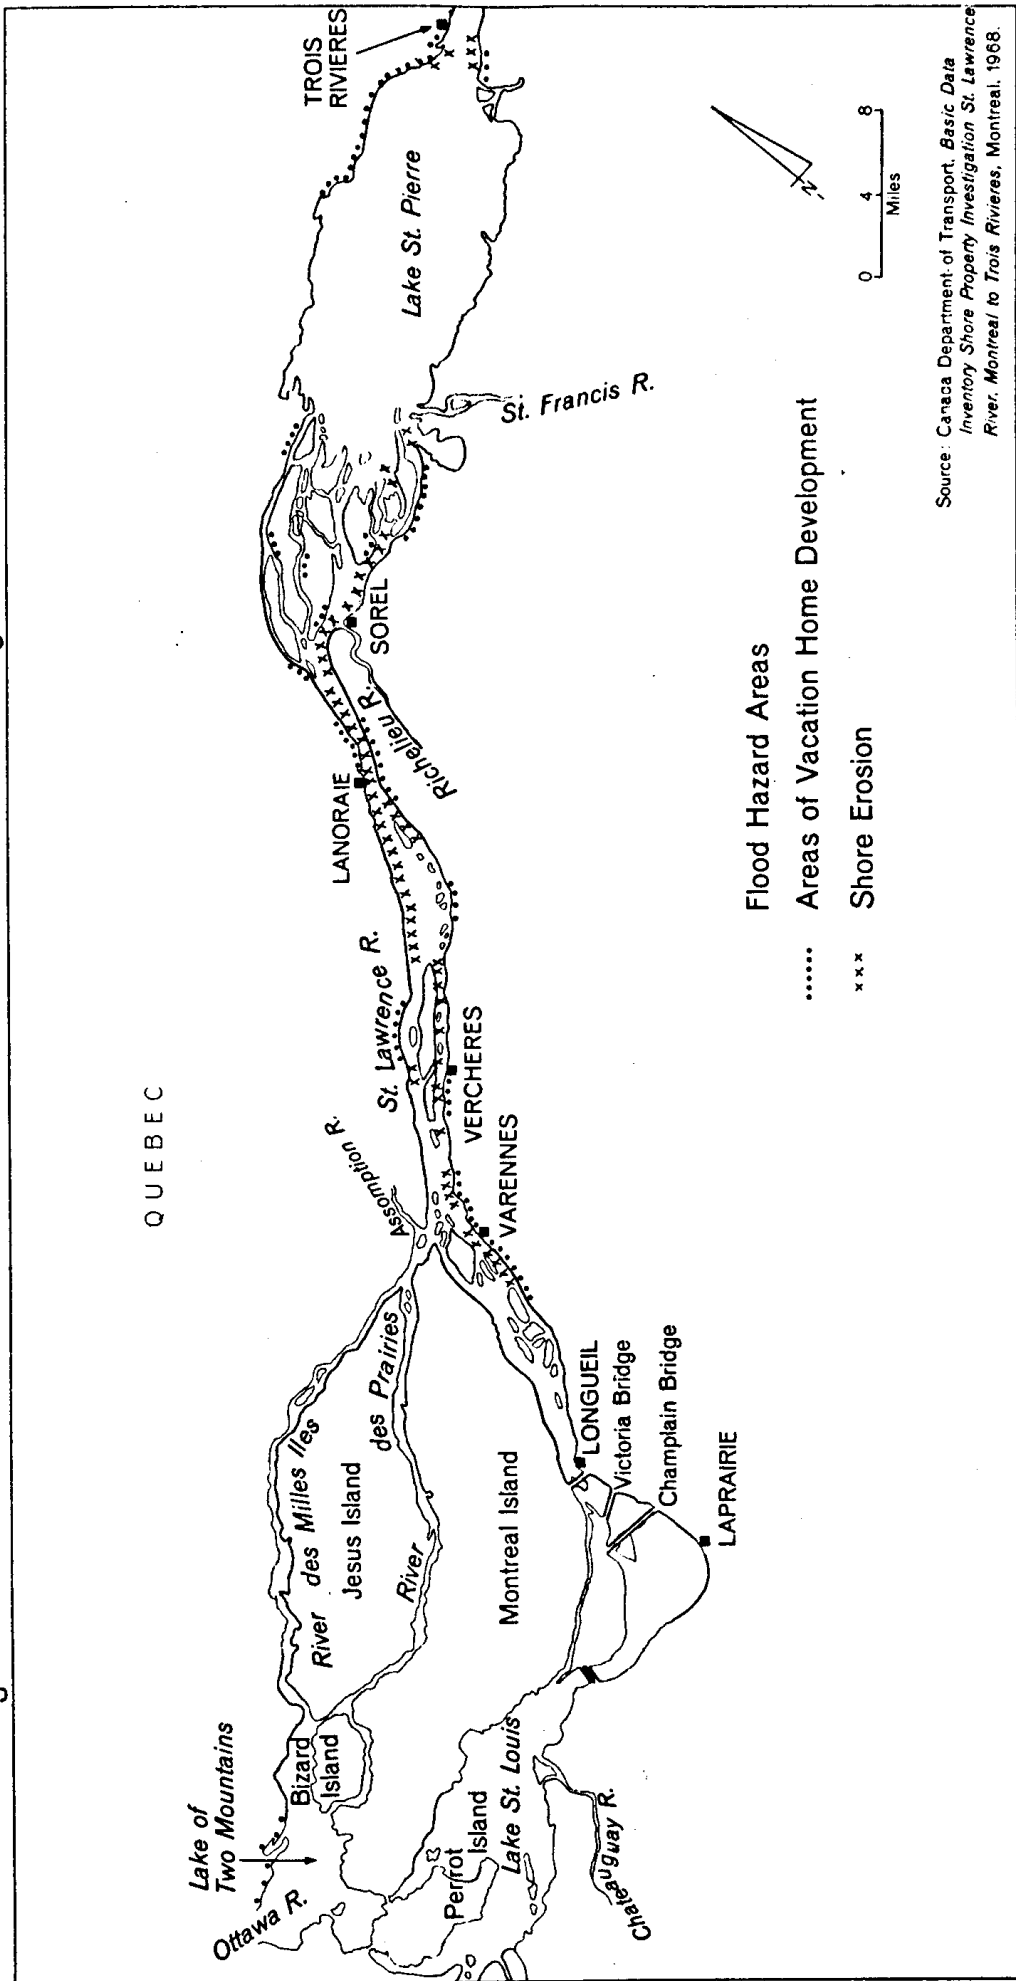 QUEBEC
Lake of
Two Mountains
Ottawa R.
Bizard
Island
River des Milles Iles
Jesus Island
River des Prairies
Montreal Island
Perrot
Island
Lake St. Louis
Chateauguay R.
Assomption R.
St. Lawrence R.
LONGUEIL
Victoria Bridge
Champlain Bridge
LAPRAIRIE
VARENNES
VERCHERES
LANORAIE
Richelieu R.
SOREL
St. Francis R.
Lake St. Pierre
TROIS
RIVIERES
N.
0 4 8
Miles
Flood Hazard Areas
Areas of Vacation Home Development
xxx Shore Erosion
Source: Canaca Department of Transport, Basic Data
Inventory Shore Property Investigation St. Lawrence
River, Montreal to Trois Rivieres, Montreal, 1968.